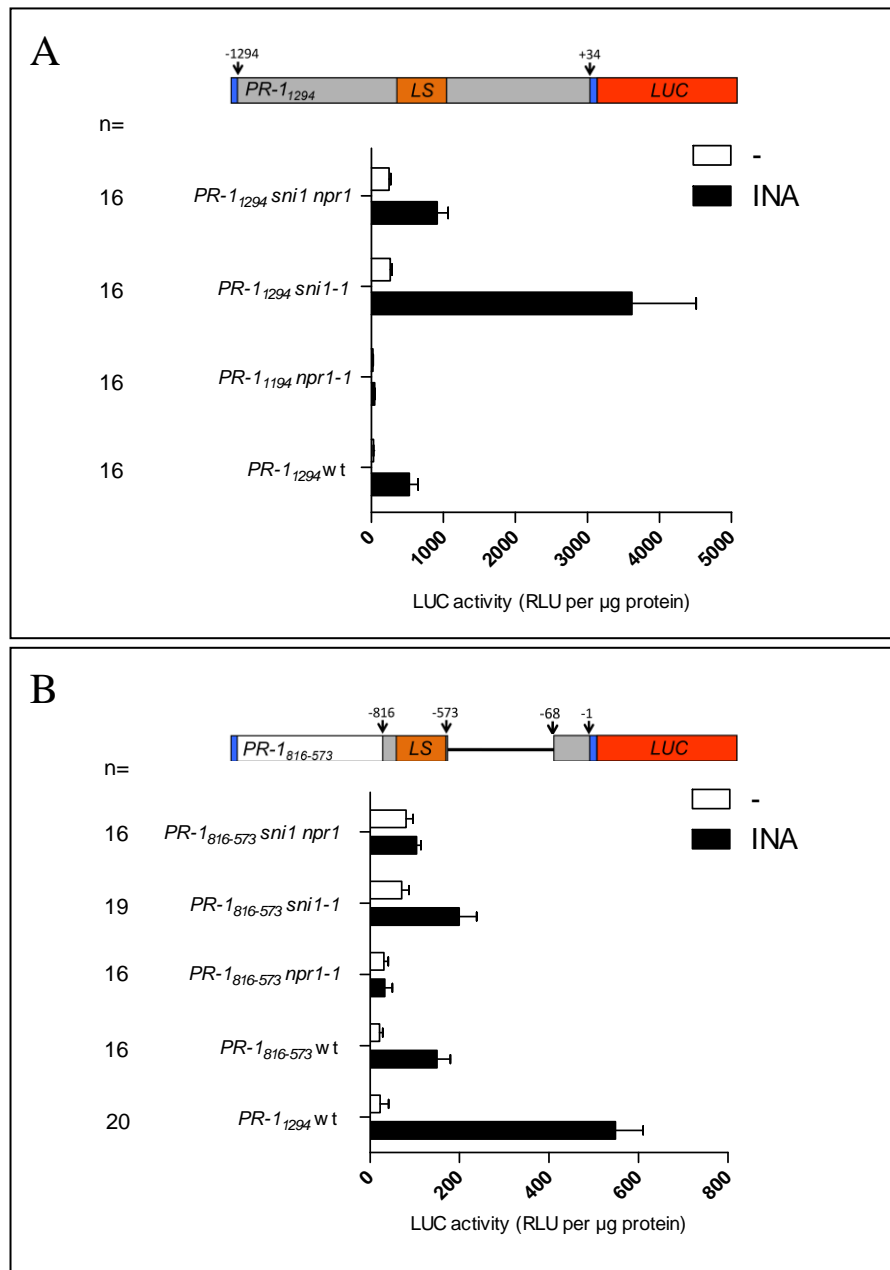 A
-1294 +34
PR-1₁₂₉₄ LS LUC
n=
-
INA
16 PR-1₁₂₉₄ sni1 npr1
16 PR-1₁₂₉₄ sni1-1
16 PR-1₁₁₉₄ npr1-1
16 PR-1₁₂₉₄ wt
0 1000 2000 3000 4000 5000
LUC activity (RLU per µg protein)
B
-816 -573 -68 -1
PR-1₈₁₆₋₅₇₃ LS LUC
n=
-
INA
16 PR-1₈₁₆₋₅₇₃ sni1 npr1
19 PR-1₈₁₆₋₅₇₃ sni1-1
16 PR-1₈₁₆₋₅₇₃ npr1-1
16 PR-1₈₁₆₋₅₇₃ wt
20 PR-1₁₂₉₄ wt
0 200 400 600 800
LUC activity (RLU per µg protein)